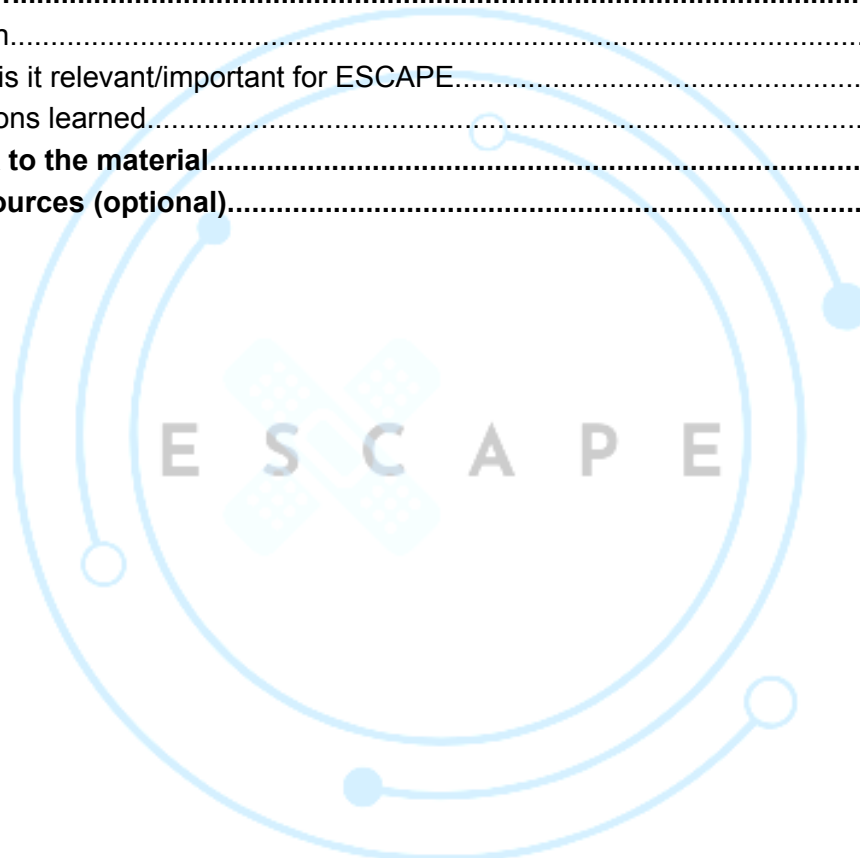 ....................................................................................................
n....................................................................................................
is it relevant/important for ESCAPE....................................................
ons learned....................................................................................
to the material..............................................................................
ources (optional)............................................................................
E S C A P E